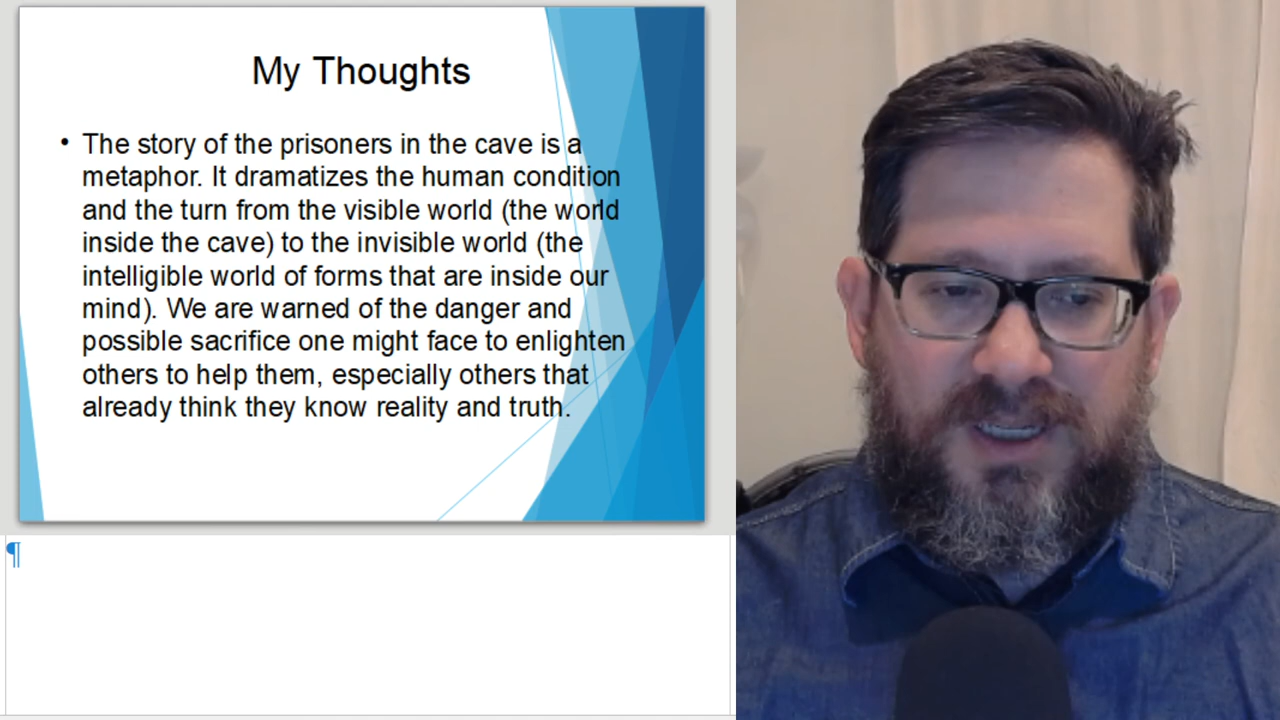 My Thoughts
• The story of the prisoners in the cave is a
metaphor. It dramatizes the human condition
and the turn from the visible world (the world
inside the cave) to the invisible world (the
intelligible world of forms that are inside our
mind). We are warned of the danger and
possible sacrifice one might face to enlighten
others to help them, especially others that
already think they know reality and truth.
¶